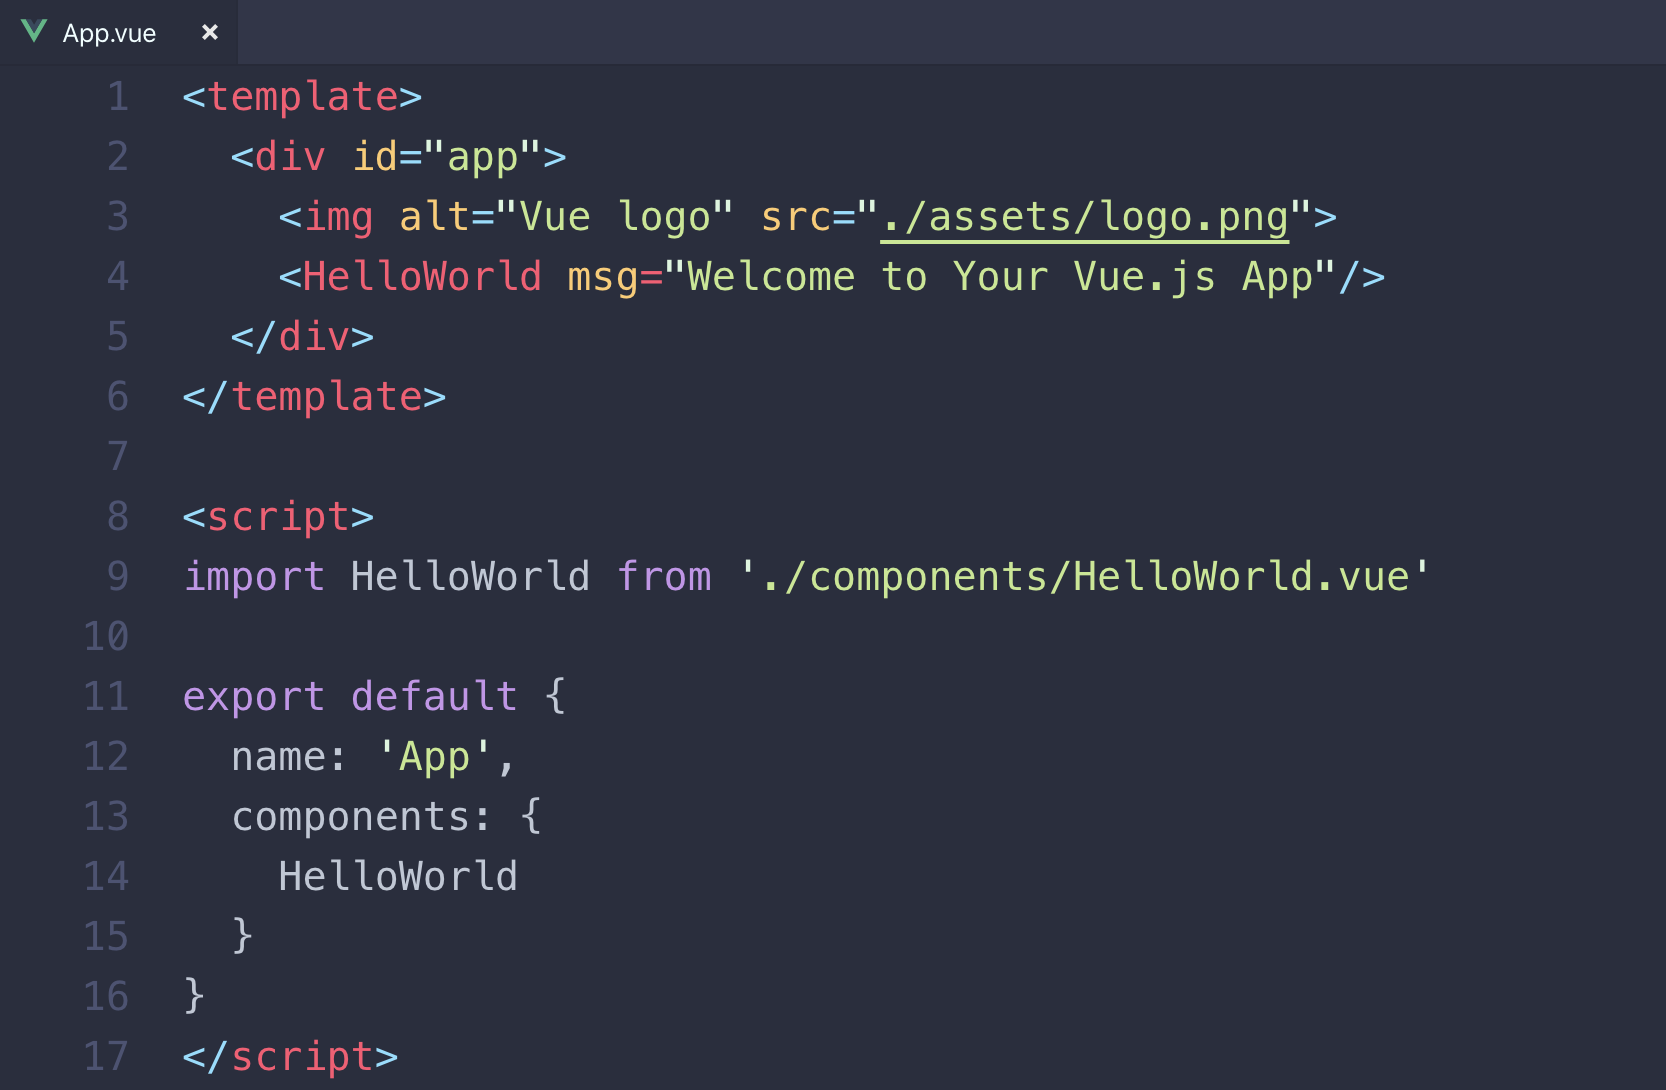 App.vue ×
1 <template>
2   <div id="app">
3     <img alt="Vue logo" src="./assets/logo.png">
4     <HelloWorld msg="Welcome to Your Vue.js App"/>
5   </div>
6 </template>
7
8 <script>
9 import HelloWorld from './components/HelloWorld.vue'
10
11 export default {
12   name: 'App',
13   components: {
14     HelloWorld
15   }
16 }
17 </script>